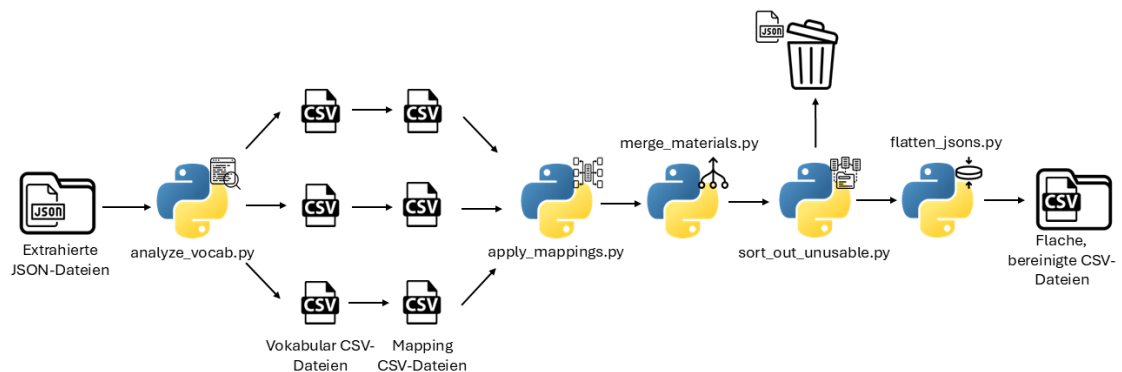 Json
CSV
CSV
merge_materials.py
flatten_jsons.py
Json
CSV
CSV
CSV
Extrahierte
JSON-Dateien
analyze_vocab.py
apply_mappings.py
sort_out_unusable.py
Flache,
bereinigte CSV-
Dateien
CSV
CSV
Vokabular CSV-
Dateien
Mapping
CSV-Dateien